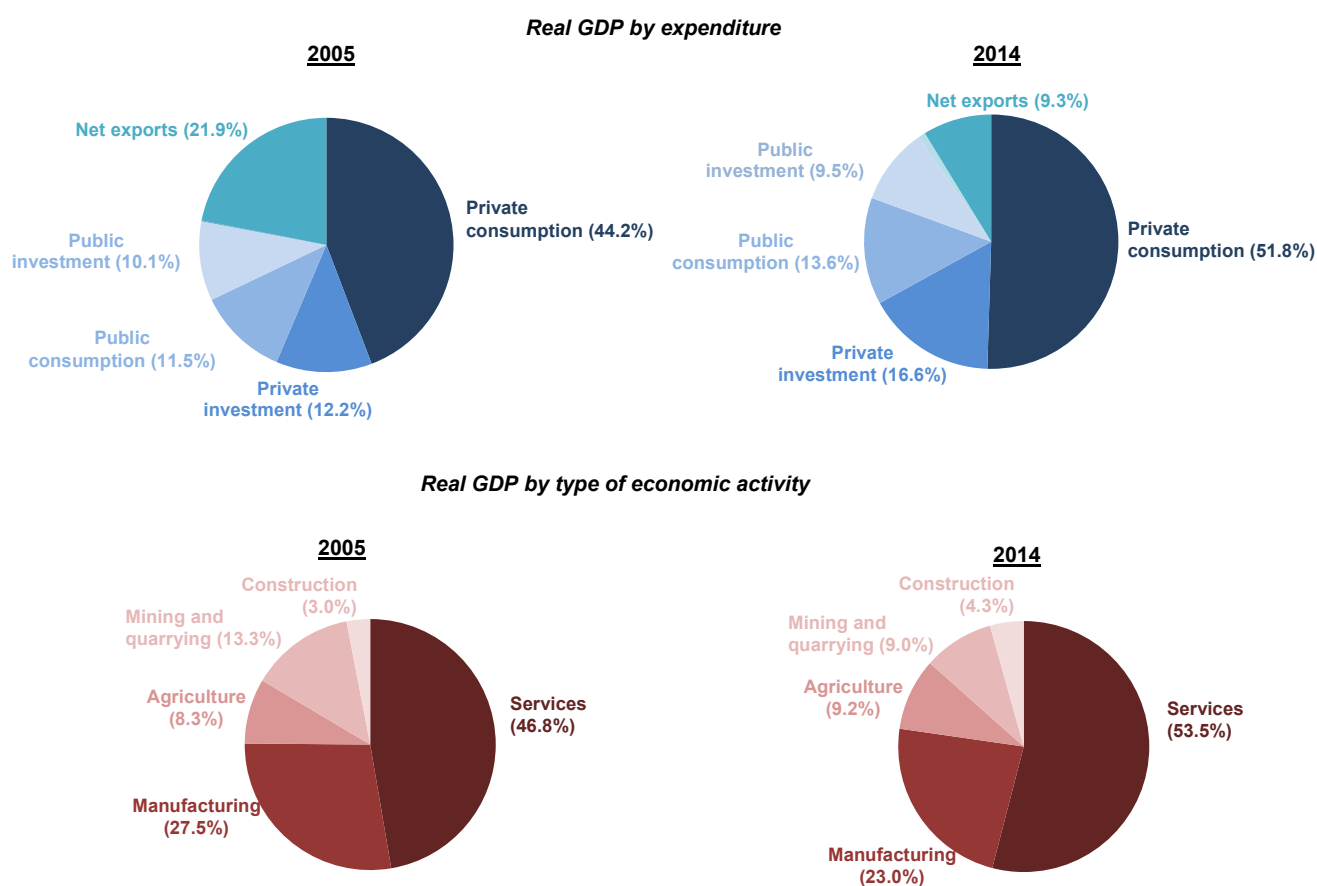 Real GDP by expenditure
2005
2014
Net exports (21.9%)
Private
consumption (44.2%)
Public
investment (10.1%)
Public
consumption (11.5%)
Private
investment (12.2%)
Net exports (9.3%)
Public
investment (9.5%)
Private
consumption (51.8%)
Public
consumption (13.6%)
Private
investment (16.6%)
Real GDP by type of economic activity
2005
Construction
(3.0%)
Mining and
quarrying (13.3%)
Agriculture
(8.3%)
Services
(46.8%)
Manufacturing
(27.5%)
2014
Construction
(4.3%)
Mining and
quarrying (9.0%)
Agriculture
(9.2%)
Services
(53.5%)
Manufacturing
(23.0%)